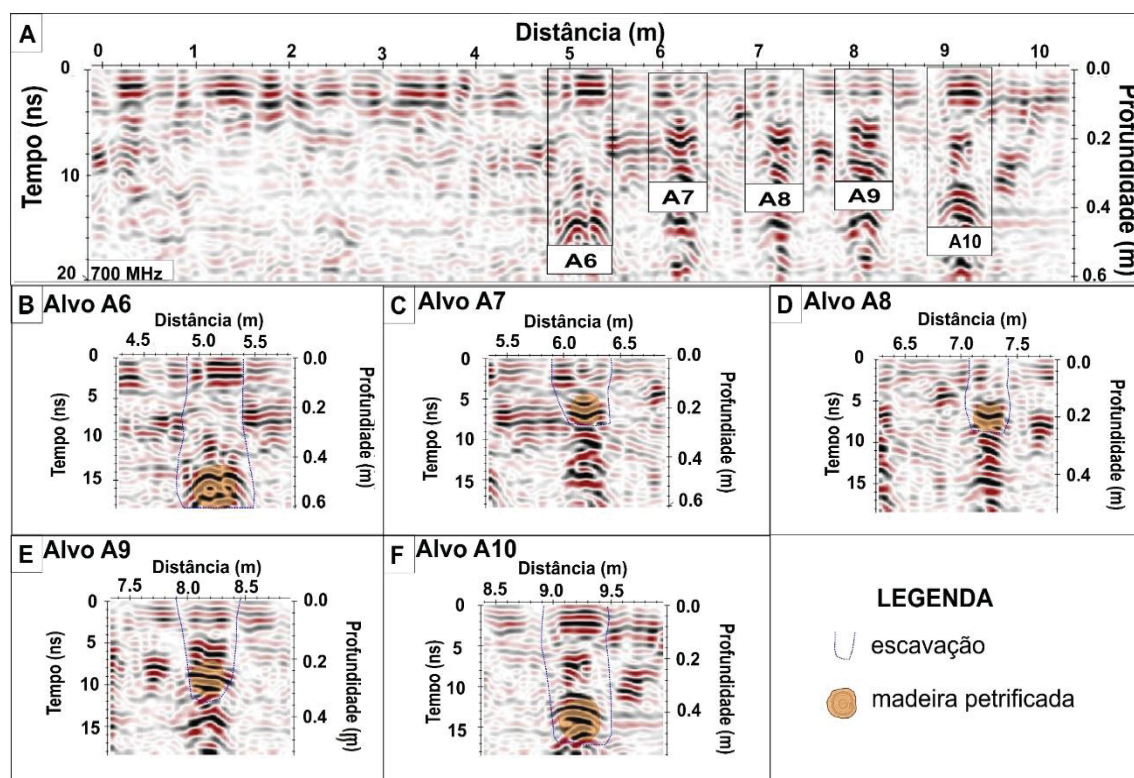 A
Distância (m)
0 1 2 3 4 5 6 7 8 9 10
Tempo (ns)
0
10
20
700 MHz
A6
A7
A8
A9
A10
0.0
0.2
0.4
0.6
Profundidade (m)
B Alvo A6
Distância (m)
4.5 5.0 5.5
Tempo (ns)
0
5
10
15
0.0
0.2
0.4
0.6
Profundiade (m)
C Alvo A7
Distância (m)
5.5 6.0 6.5
Tempo (ns)
0
5
10
15
0.0
0.2
0.4
0.6
Profundidade (m)
D Alvo A8
Distância (m)
6.5 7.0 7.5
Tempo (ns)
0
5
10
15
0.0
0.2
0.4
Profundidade (m)
E Alvo A9
Distância (m)
7.5 8.0 8.5
Tempo (ns)
0
5
10
15
0.0
0.2
0.4
Profundidade (m)
F Alvo A10
Distância (m)
8.5 9.0 9.5
Tempo (ns)
0
5
10
15
0.0
0.2
0.4
Profundidade (m)
LEGENDA
escavação
madeira petrificada